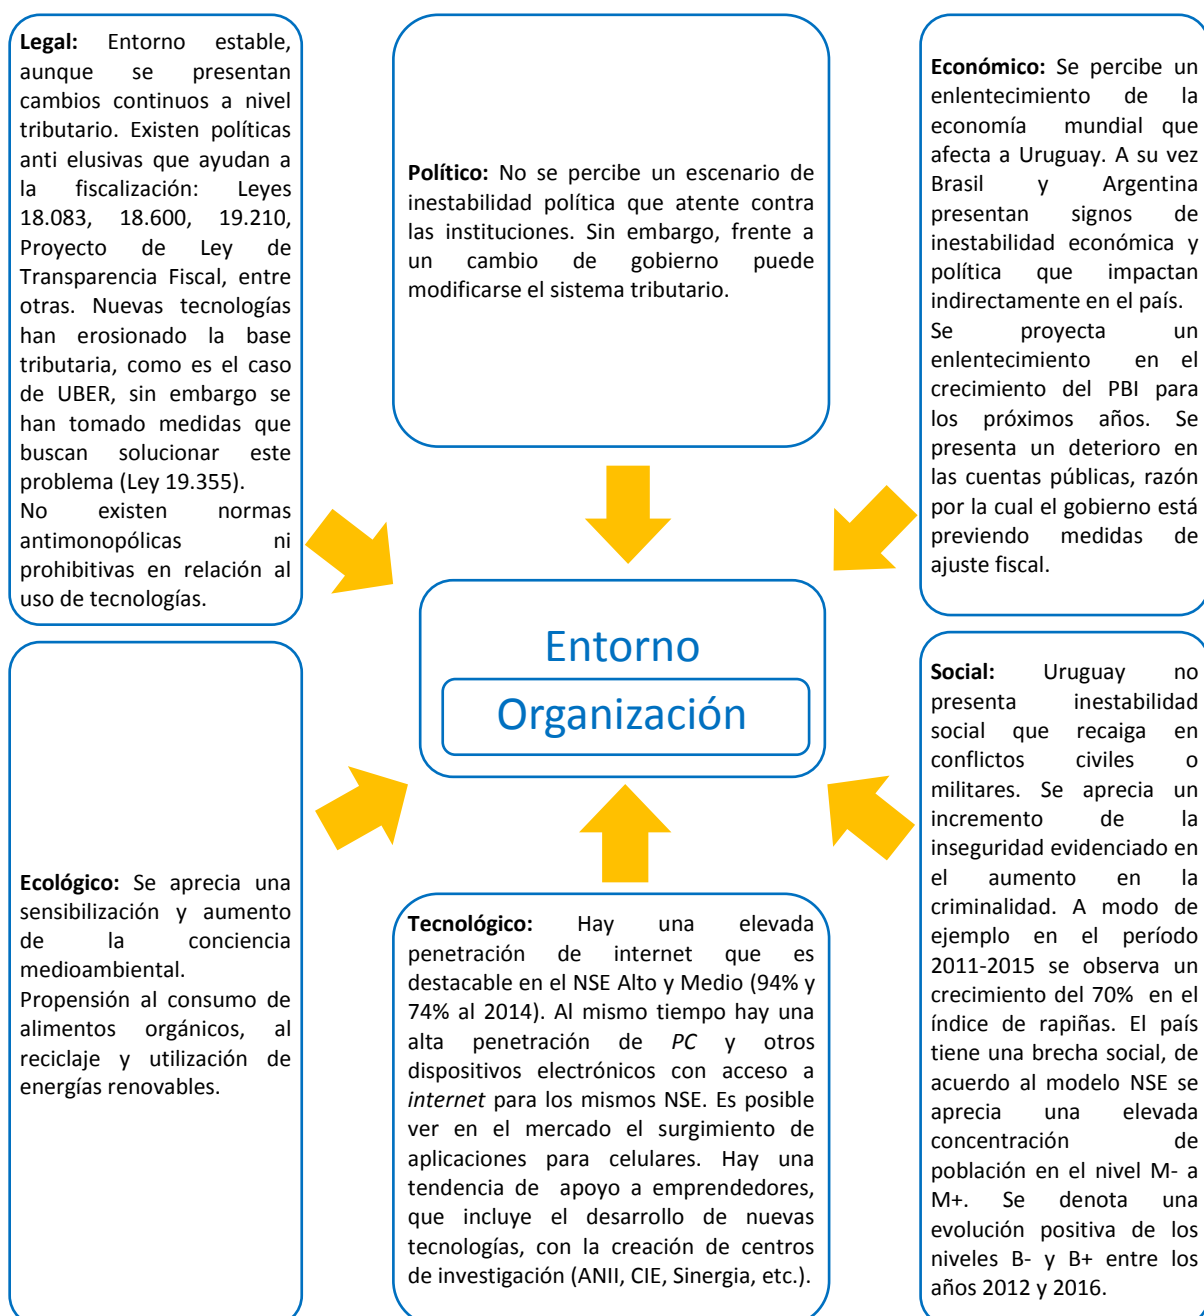 Legal: Entorno estable,
aunque se presentan
cambios continuos a nivel
tributario. Existen políticas
anti elusivas que ayudan a
la fiscalización: Leyes
18.083, 18.600, 19.210,
Proyecto de Ley de
Transparencia Fiscal, entre
otras. Nuevas tecnologías
han erosionado la base
tributaria, como es el caso
de UBER, sin embargo se
han tomado medidas que
buscan solucionar este
problema (Ley 19.355).
No existen normas
antimonopólicas ni
prohibitivas en relación al
uso de tecnologías.
Político: No se percibe un escenario de
inestabilidad política que atente contra
las instituciones. Sin embargo, frente a
un cambio de gobierno puede
modificarse el sistema tributario.
Económico: Se percibe un
enlentecimiento de la
economía mundial que
afecta a Uruguay. A su vez
Brasil y Argentina
presentan signos de
inestabilidad económica y
política que impactan
indirectamente en el país.
Se proyecta un
enlentecimiento en el
crecimiento del PBI para
los próximos años. Se
presenta un deterioro en
las cuentas públicas, razón
por la cual el gobierno está
previendo medidas de
ajuste fiscal.
Entorno
Organización
Ecológico: Se aprecia una
sensibilización y aumento
de la conciencia
medioambiental.
Propensión al consumo de
alimentos orgánicos, al
reciclaje y utilización de
energías renovables.
Tecnológico: Hay una elevada
penetración de internet que es
destacable en el NSE Alto y Medio (94% y
74% al 2014). Al mismo tiempo hay una
alta penetración de PC y otros
dispositivos electrónicos con acceso a
internet para los mismos NSE. Es posible
ver en el mercado el surgimiento de
aplicaciones para celulares. Hay una
tendencia de apoyo a emprendedores,
que incluye el desarrollo de nuevas
tecnologías, con la creación de centros
de investigación (ANII, CIE, Sinergia, etc.).
Social: Uruguay no
presenta inestabilidad
social que recaiga en
conflictos civiles o
militares. Se aprecia un
incremento de la
inseguridad evidenciado en
el aumento en la
criminalidad. A modo de
ejemplo en el período
2011-2015 se observa un
crecimiento del 70% en el
índice de rapiñas. El país
tiene una brecha social, de
acuerdo al modelo NSE se
aprecia una elevada
concentración de
población en el nivel M- a
M+. Se denota una
evolución positiva de los
niveles B- y B+ entre los
años 2012 y 2016.